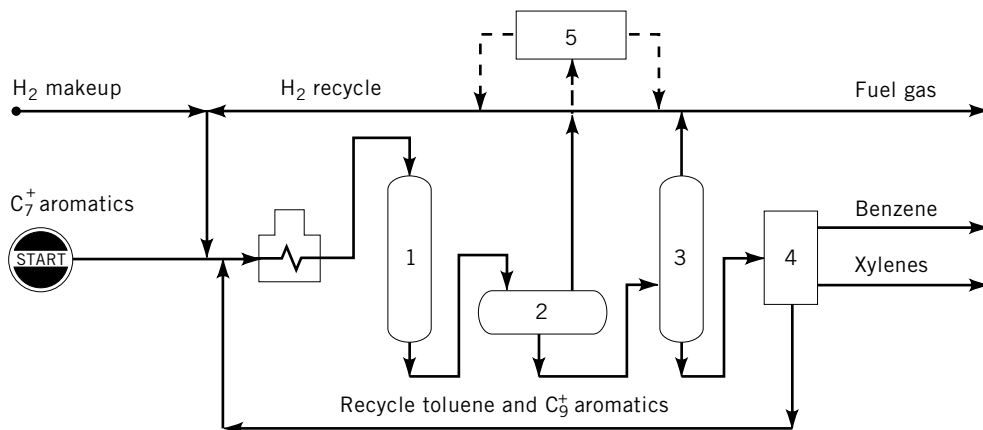 5
H₂ makeup
H₂ recycle
Fuel gas
C₇⁺ aromatics
START
1
2
3
4
Benzene
Xylenes
Recycle toluene and C₉⁺ aromatics